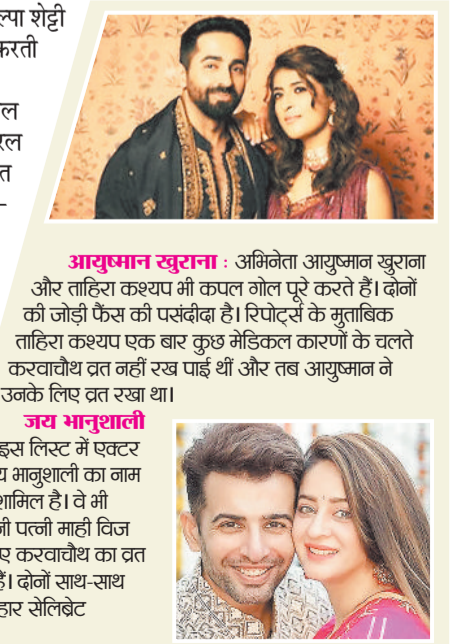 ल्पा शेट्टी
करती
ल
रल
त
–
आयुष्मान खुराना : अभिनेता आयुष्मान खुराना
और ताहिरा कश्यप भी कपल गोल पूरे करते हैं। दोनों
की जोड़ी फैंस की पसंदीदा है। रिपोर्ट्स के मुताबिक
ताहिरा कश्यप एक बार कुछ मेडिकल कारणों के चलते
करवाचौथ व्रत नहीं रख पाई थीं और तब आयुष्मान ने
उनके लिए व्रत रखा था।
जय भानुशाली
इस लिस्ट में एक्टर
य भानुशाली का नाम
शामिल है। वे भी
नी पत्नी माही विज
ए करवाचौथ का व्रत
हैं। दोनों साथ-साथ
हार सेलिब्रेट